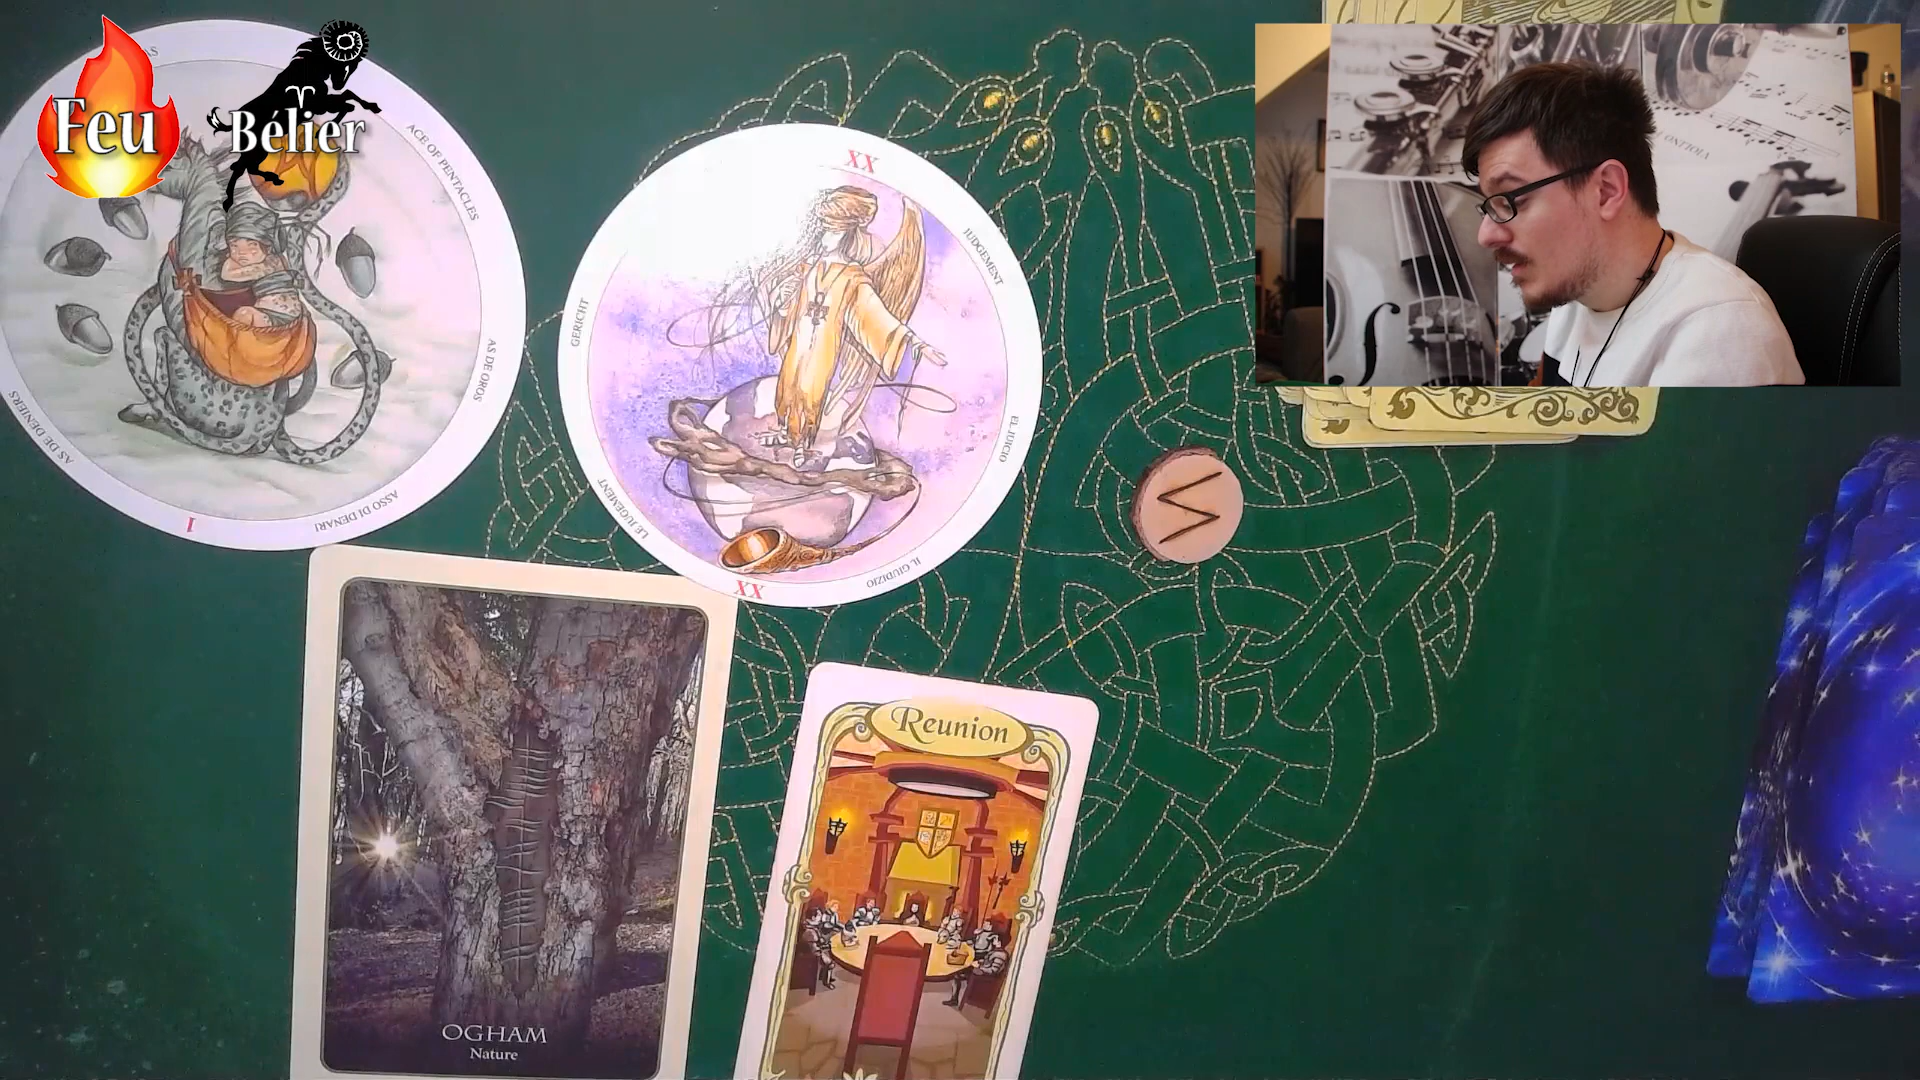 Feu
Bélier
AS
ACE OF PENTACLES
AS DE OROS
ASSO DI DENARI
AS DE DENIERS
I
XX
JUDGEMENT
EL JUICIO
IL GIUDIZIO
XX
LE JUGEMENT
GERICHT
OGHAM
Nature
Reunion